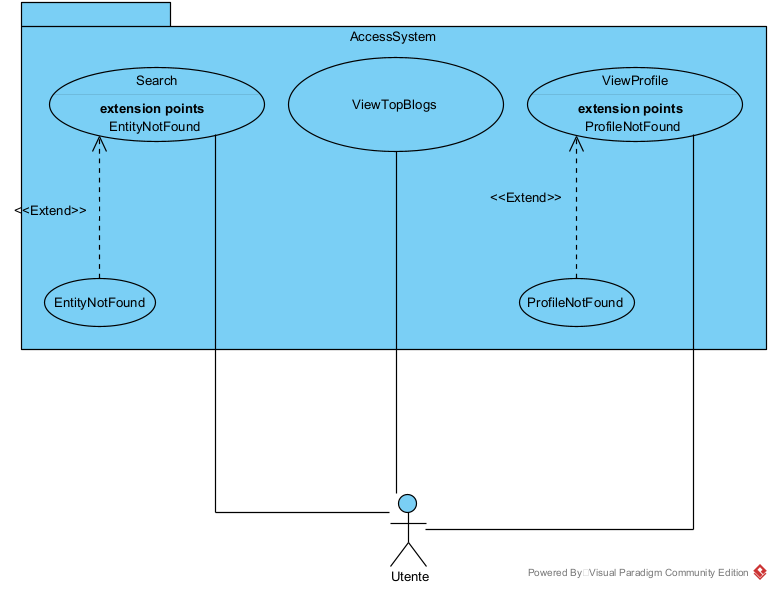 AccessSystem
Search
extension points
EntityNotFound
ViewTopBlogs
ViewProfile
extension points
ProfileNotFound
<<Extend>>
<<Extend>>
EntityNotFound
ProfileNotFound
Utente
Powered By Visual Paradigm Community Edition